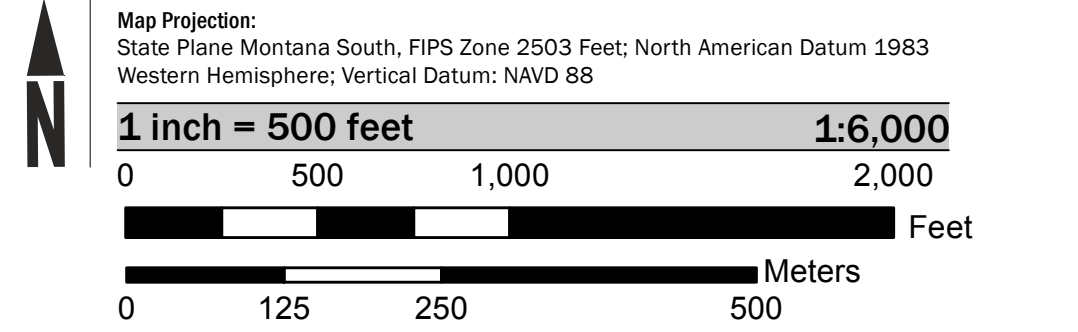 N
Map Projection:
State Plane Montana South, FIPS Zone 2503 Feet; North American Datum 1983
Western Hemisphere; Vertical Datum: NAVD 88
1 inch = 500 feet 1:6,000
0 500 1,000 2,000
Feet
Meters
0 125 250 500